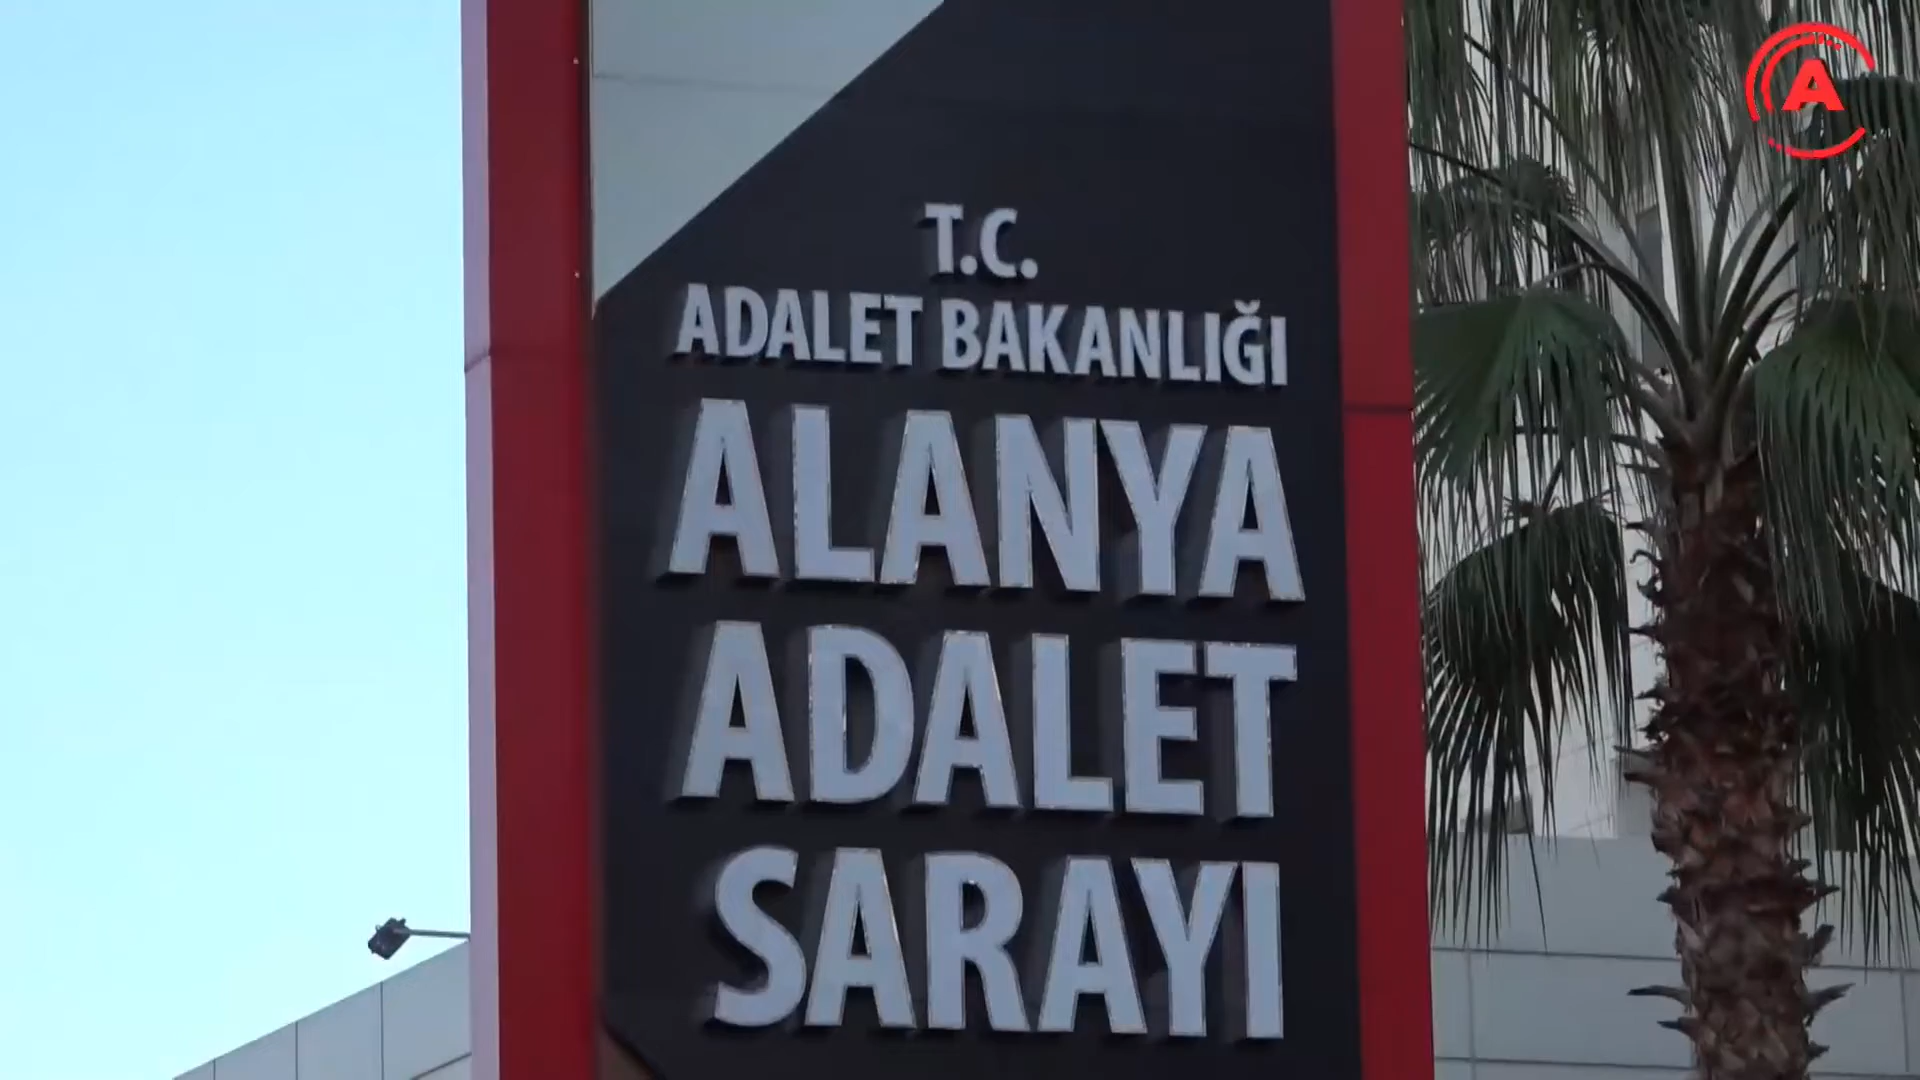 A
T.C.
ADALET BAKANLIĞI
ALANYA
ADALET
SARAYI